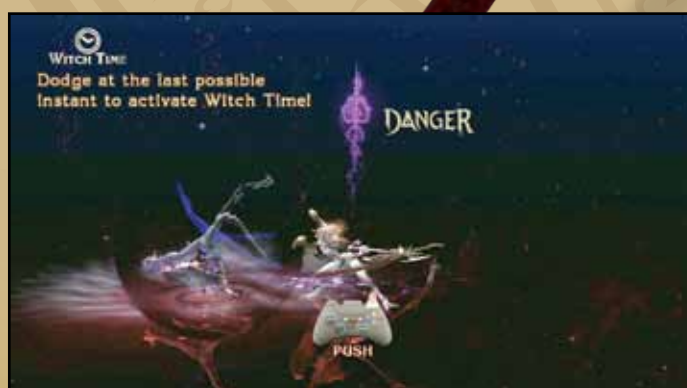 WITCH TIME
Dodge at the last possible
instant to activate Witch Time!
DANGER
PUSH